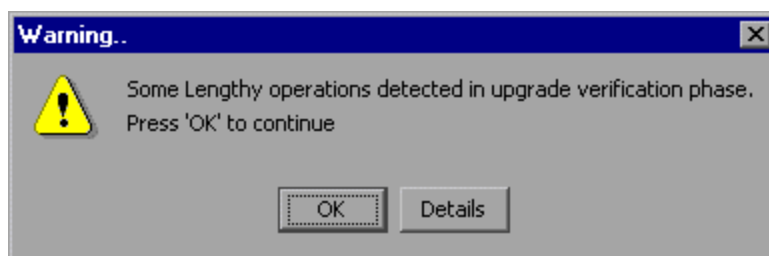 Warning..
Some Lengthy operations detected in upgrade verification phase.
Press 'OK' to continue
OK Details